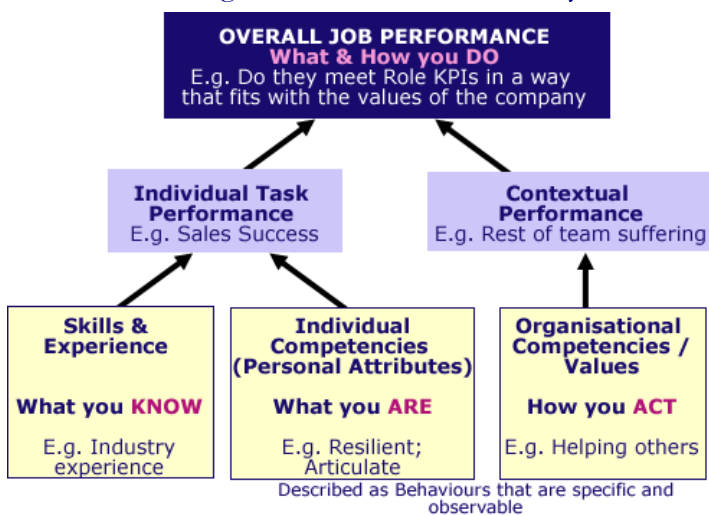 OVERALL JOB PERFORMANCE
What & How you DO
E.g. Do they meet Role KPIs in a way
that fits with the values of the company
Individual Task
Performance
E.g. Sales Success
Contextual
Performance
E.g. Rest of team suffering
Skills &
Experience
What you KNOW
E.g. Industry
experience
Individual
Competencies
(Personal Attributes)
What you ARE
E.g. Resilient;
Articulate
Organisational
Competencies /
Values
How you ACT
E.g. Helping others
Described as Behaviours that are specific and
observable